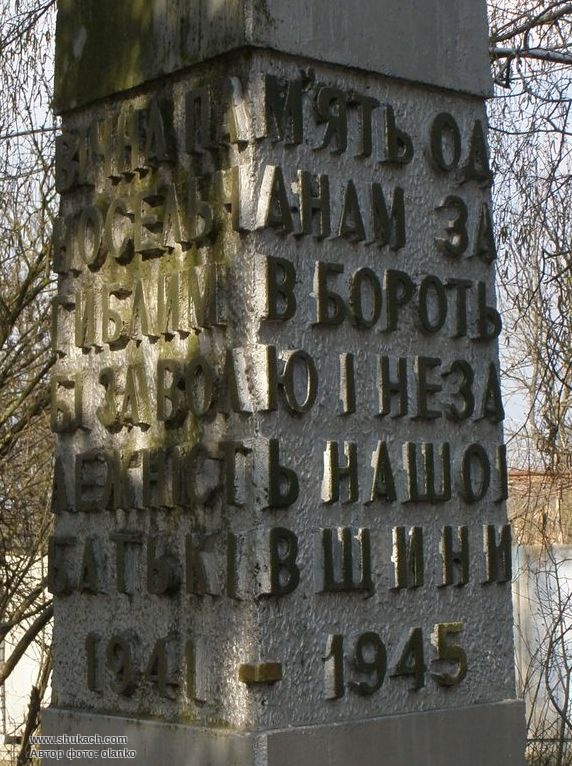 ВІЧНА ПАМ'ЯТЬ ОД
НОСЕЛЬЧАНАМ ЗА
ГИБЛИМ В БОРОТЬ
БІ ЗА ВОЛЮ І НЕЗА
ЛЕЖНІСТЬ НАШОІ
БАТЬКІВЩИНИ
1941 - 1945
www.shukach.com
Автор фото: olanko